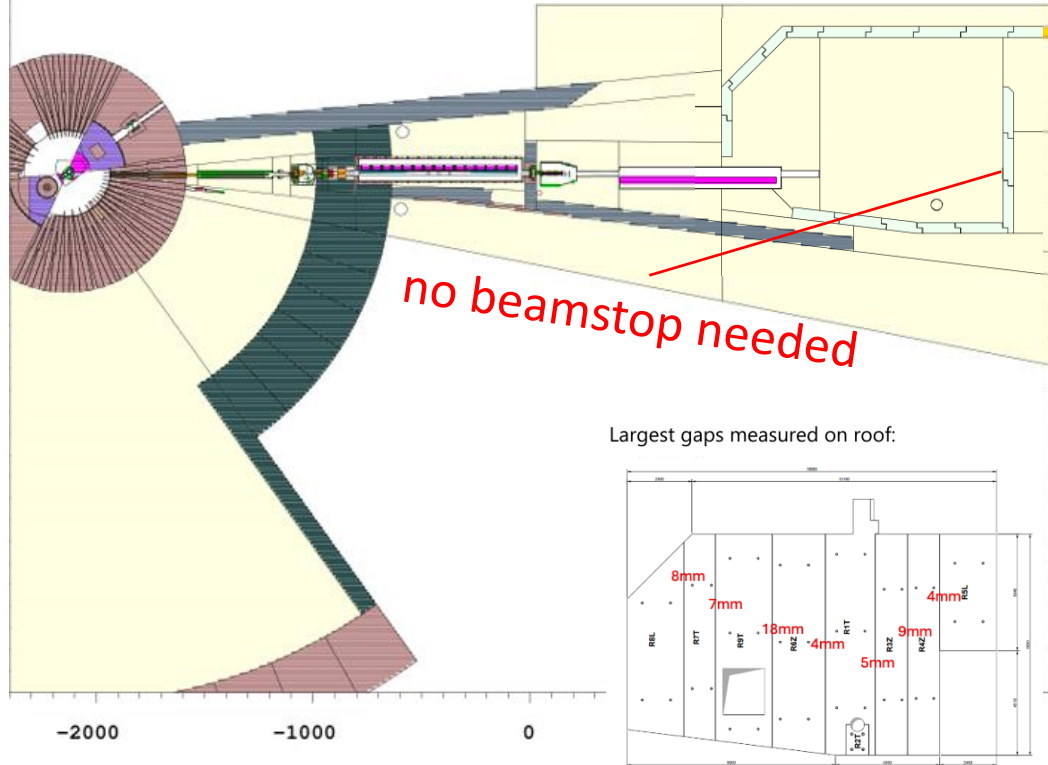 no beamstop needed
Largest gaps measured on roof:
8mm
7mm
18mm
4mm
5mm
9mm
4mm
R8L
R7T
R9T
R6Z
R1T
R3Z
R4Z
R5L
R2T
-2000
-1000
0